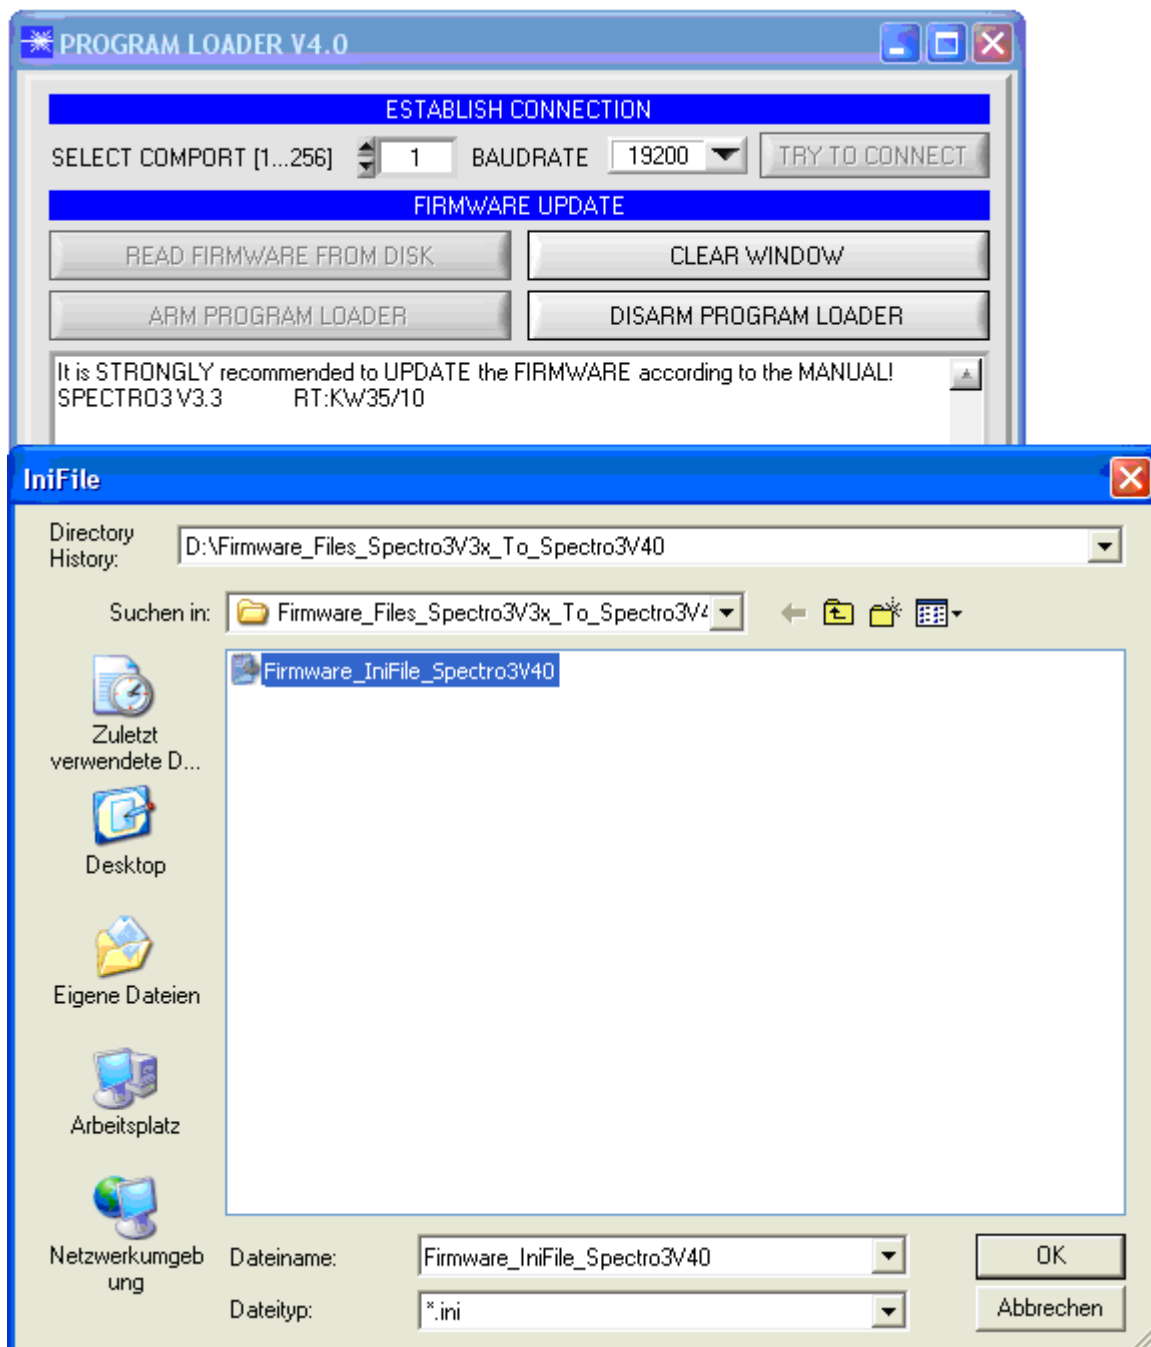 PROGRAM LOADER V4.0
ESTABLISH CONNECTION
SELECT COMPORT [1...256] 1 BAUDRATE 19200 TRY TO CONNECT
FIRMWARE UPDATE
READ FIRMWARE FROM DISK CLEAR WINDOW
ARM PROGRAM LOADER DISARM PROGRAM LOADER
It is STRONGLY recommended to UPDATE the FIRMWARE according to the MANUAL!
SPECTRO3 V3.3 RT:KW35/10
IniFile
Directory
History:
D:\Firmware_Files_Spectro3V3x_To_Spectro3V40
Suchen in: Firmware_Files_Spectro3V3x_To_Spectro3V4
Firmware_IniFile_Spectro3V40
Zuletzt
verwendete D...
Desktop
Eigene Dateien
Arbeitsplatz
Netzwerkumgeb
ung
Dateiname: Firmware_IniFile_Spectro3V40 OK
Dateityp: *.ini Abbrechen